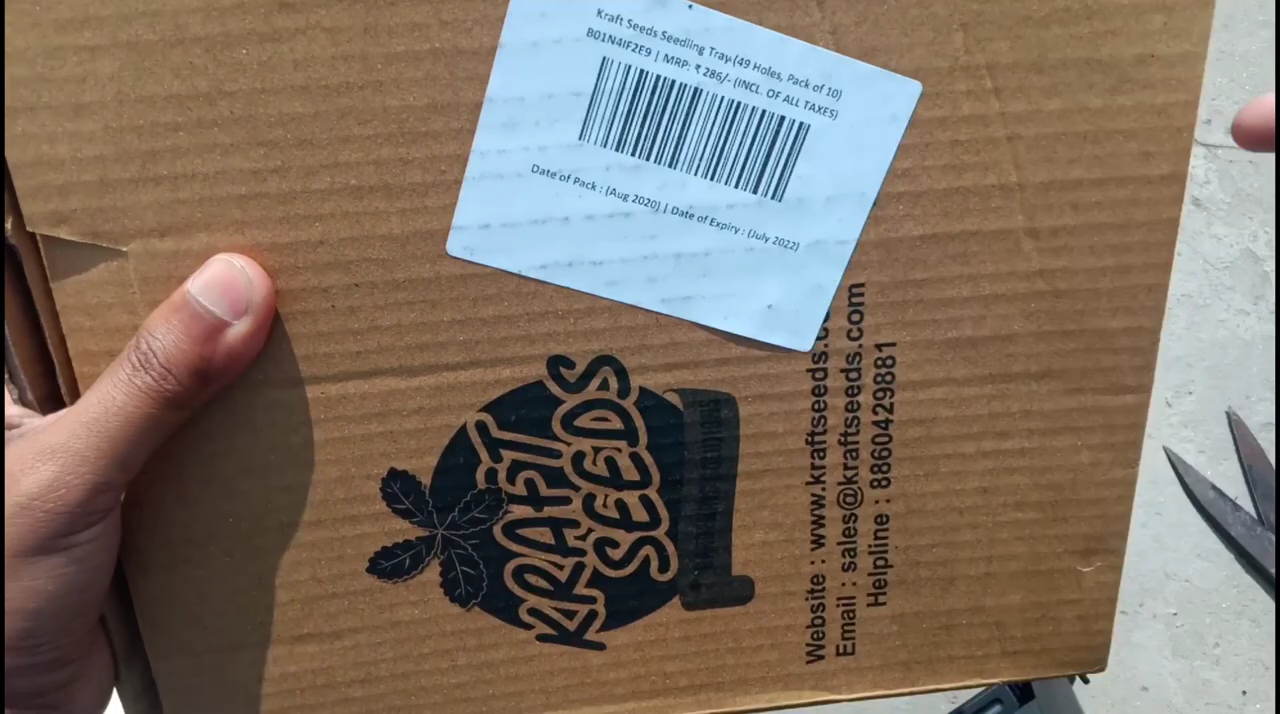 Kraft Seeds Seedling Tray (49 Holes, Pack of 10)
B01N4IF2E9 | MRP: ₹ 286/- (INCL. OF ALL TAXES)
Date of Pack : (Aug 2020) | Date of Expiry : (July 2022)
KRAFT
SEEDS
Website : www.kraftseeds.
Email : sales@kraftseeds.com
Helpline : 8860429881